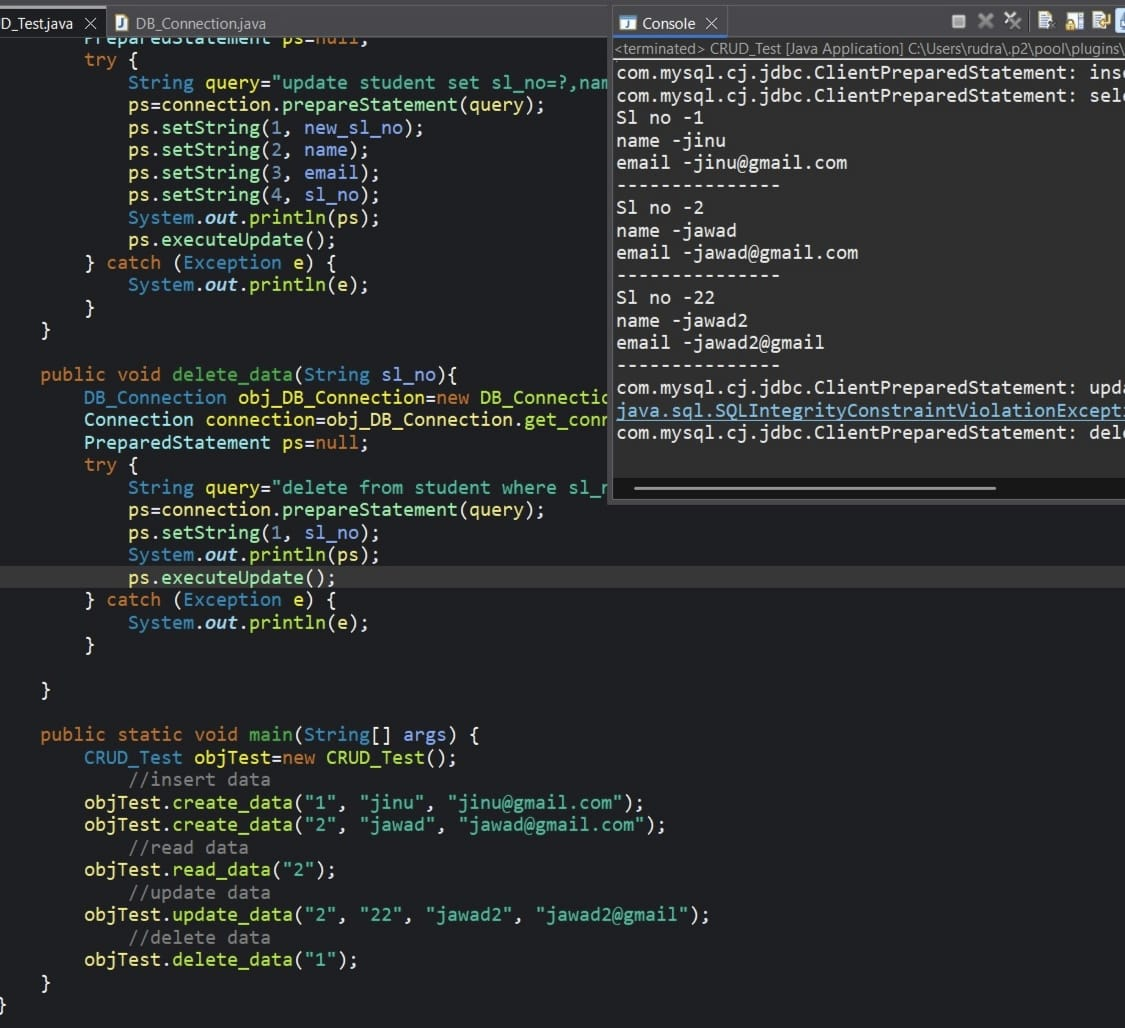 D_Test.java
DB_Connection.java
PreparedStatement ps=null;
try {
String query="update student set sl_no=?,nam
ps=connection.prepareStatement(query);
ps.setString(1, new_sl_no);
ps.setString(2, name);
ps.setString(3, email);
ps.setString(4, sl_no);
System.out.println(ps);
ps.executeUpdate();
} catch (Exception e) {
System.out.println(e);
}
}
public void delete_data(String sl_no){
DB_Connection obj_DB_Connection=new DB_Connectio
Connection connection=obj_DB_Connection.get_conn
PreparedStatement ps=null;
try {
String query="delete from student where sl_n
ps=connection.prepareStatement(query);
ps.setString(1, sl_no);
System.out.println(ps);
ps.executeUpdate();
} catch (Exception e) {
System.out.println(e);
}
}
public static void main(String[] args) {
CRUD_Test objTest=new CRUD_Test();
//insert data
objTest.create_data("1", "jinu", "jinu@gmail.com");
objTest.create_data("2", "jawad", "jawad@gmail.com");
//read data
objTest.read_data("2");
//update data
objTest.update_data("2", "22", "jawad2", "jawad2@gmail");
//delete data
objTest.delete_data("1");
}
}
Console
<terminated> CRUD_Test [Java Application] C:\Users\rudra\.p2\pool\plugins\
com.mysql.cj.jdbc.ClientPreparedStatement: inse
com.mysql.cj.jdbc.ClientPreparedStatement: sele
Sl no -1
name -jinu
email -jinu@gmail.com
---------------
Sl no -2
name -jawad
email -jawad@gmail.com
---------------
Sl no -22
name -jawad2
email -jawad2@gmail
---------------
com.mysql.cj.jdbc.ClientPreparedStatement: upda
java.sql.SQLIntegrityConstraintViolationExcepti
com.mysql.cj.jdbc.ClientPreparedStatement: dele